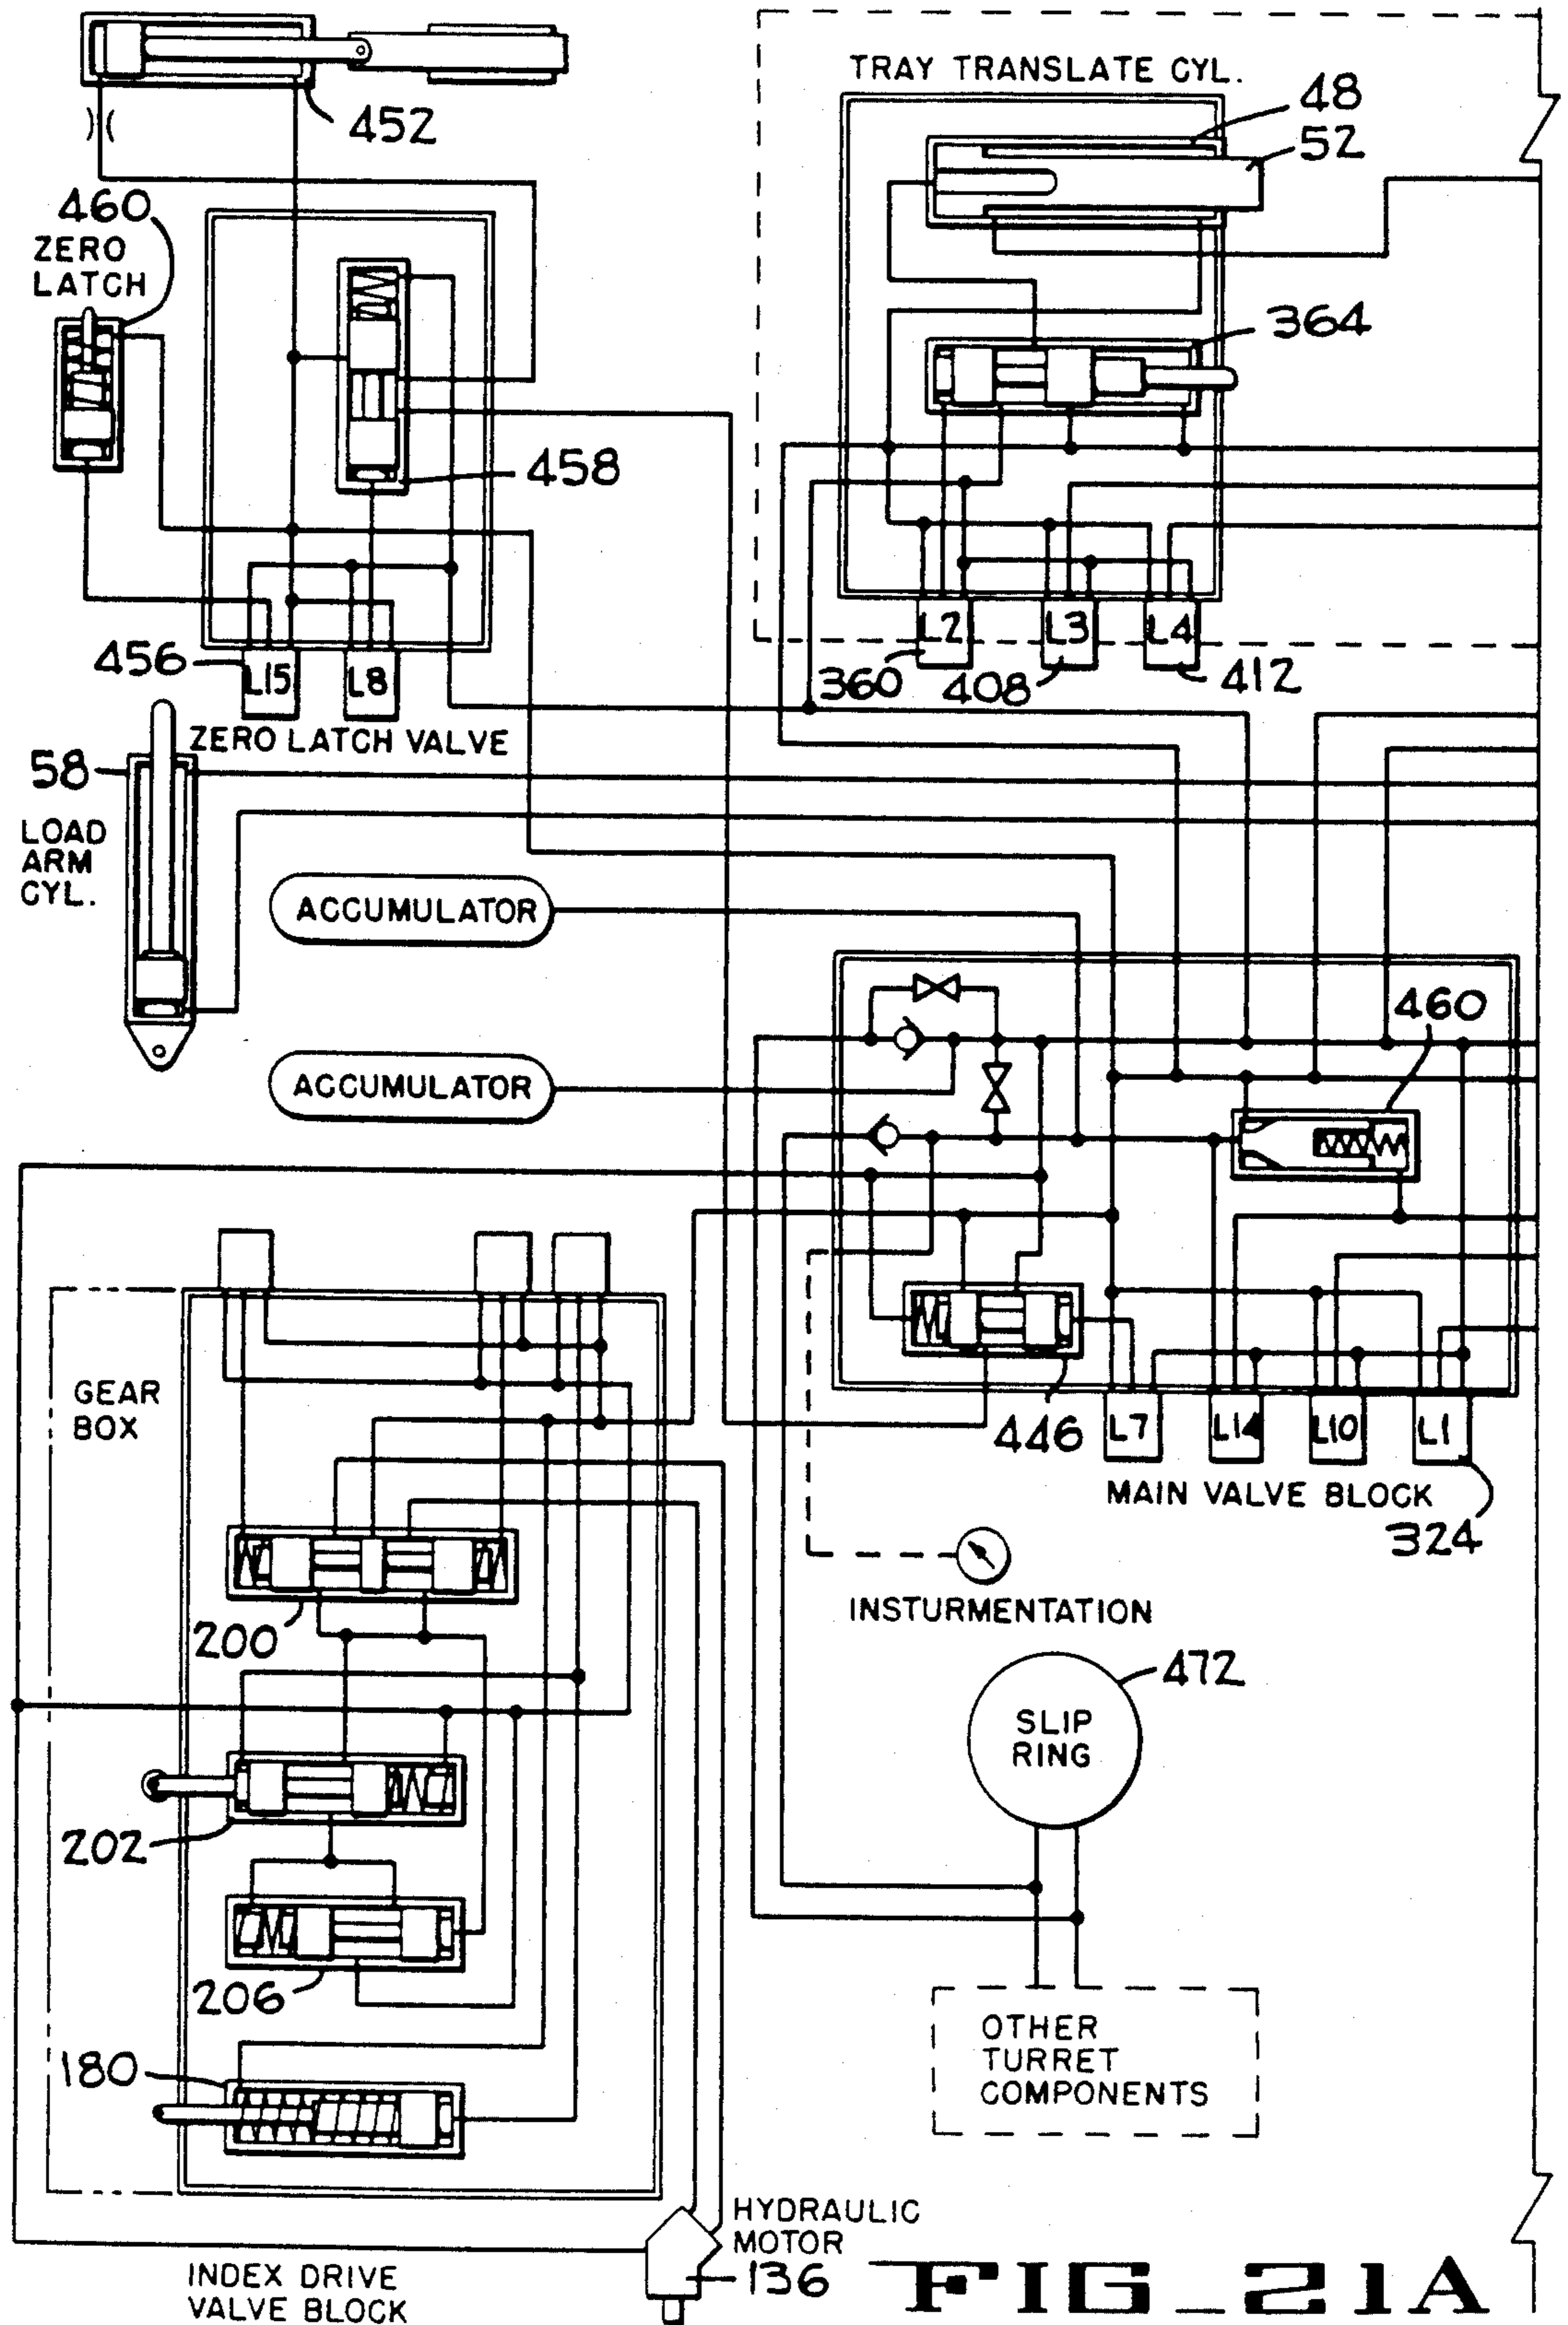 452
TRAY TRANSLATE CYL.
48
52
460
ZERO
LATCH
364
458
L2
L3
L4
360
408
412
456
L15
L8
ZERO LATCH VALVE
58
LOAD
ARM
CYL.
ACCUMULATOR
ACCUMULATOR
460
GEAR
BOX
446
L7
L14
L10
L1
MAIN VALVE BLOCK
324
INSTURMENTATION
200
472
SLIP
RING
202
206
OTHER
TURRET
COMPONENTS
180
HYDRAULIC
MOTOR
136
INDEX DRIVE
VALVE BLOCK
FIG_21A